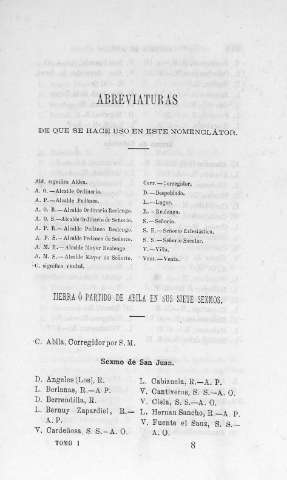 ABREVIATURAS
DE QUE SE HACE USO EN ESTE NOMENCLÁTOR.
Ald. significa Aldea.
A. O.—Alcalde Ordinario.
A. P.—Alcalde Pedáneo.
A. O. R.—Alcalde Ordinario Realengo.
A. O. S.—Alcalde Ordinario de Señorío.
A. P. R.—Alcalde Pedáneo Realengo.
A. P. S.—Alcalde Pedáneo de Señorío.
A. M. R.—Alcalde Mayor Realengo
A. M. S.—Alcalde Mayor de Señorío.
C. significa ciudad.
Corr.—Corregidor.
D.—Despoblado.
L.—Lugar.
R.—Realengo.
S.—Señorío.
S. E.—Señorío Eclesiástico.
S. S.—Señorío Secular.
V.—Villa.
Vent.—Venta.
TIERRA Ó PARTIDO DE ABILA EN SUS SIETE SEXMOS.
C. Abila, Corregidor por S. M.
Sexmo de San Juan.
D. Angeles (Los), R.
L. Berlanas, R.—A. P.
D. Berrendilla, R.
L. Bernuy Zapardiel, R.—
A. P.
V. Cardeñosa, S. S.—A. O.
L. Cabizuela, R.—A. P.
V. Cantiveros, S. S.—A. O.
V. Cisla, S. S.—A. O.
L. Hernan Sancho, R.—A. P.
V. Fuente el Sauz, S. S.—
A. O.
TOMO I
8